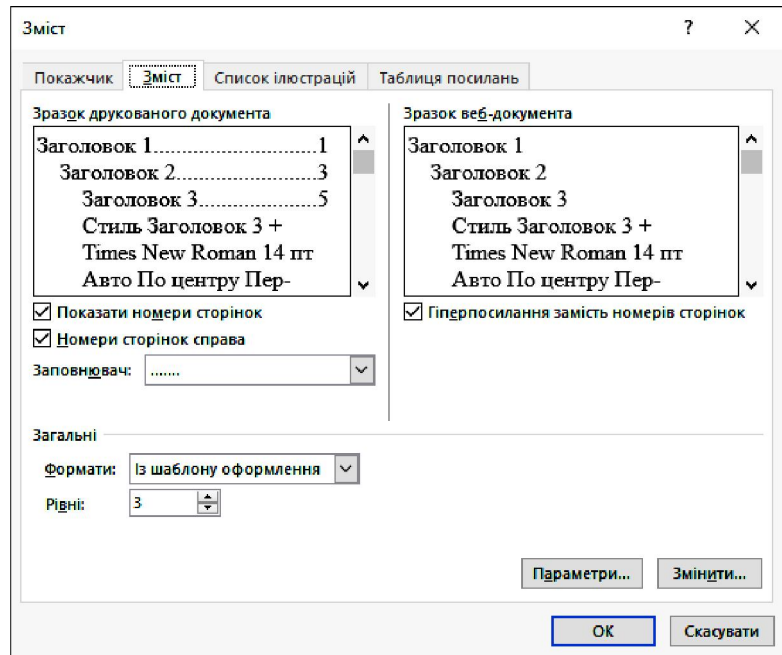 Зміст
Покажчик Зміст Список ілюстрацій Таблиця посилань
Зразок друкованого документа
Заголовок 1..............................1
Заголовок 2..........................3
Заголовок 3......................5
Стиль Заголовок 3 +
Times New Roman 14 пт
Авто По центру Пер-
Показати номери сторінок
Номери сторінок справа
Заповнювач: .......
Зразок веб-документа
Заголовок 1
Заголовок 2
Заголовок 3
Стиль Заголовок 3 +
Times New Roman 14 пт
Авто По центру Пер-
Гіперпосилання замість номерів сторінок
Загальні
Формати: Із шаблону оформлення
Рівні: 3
Параметри... Змінити...
ОК Скасувати